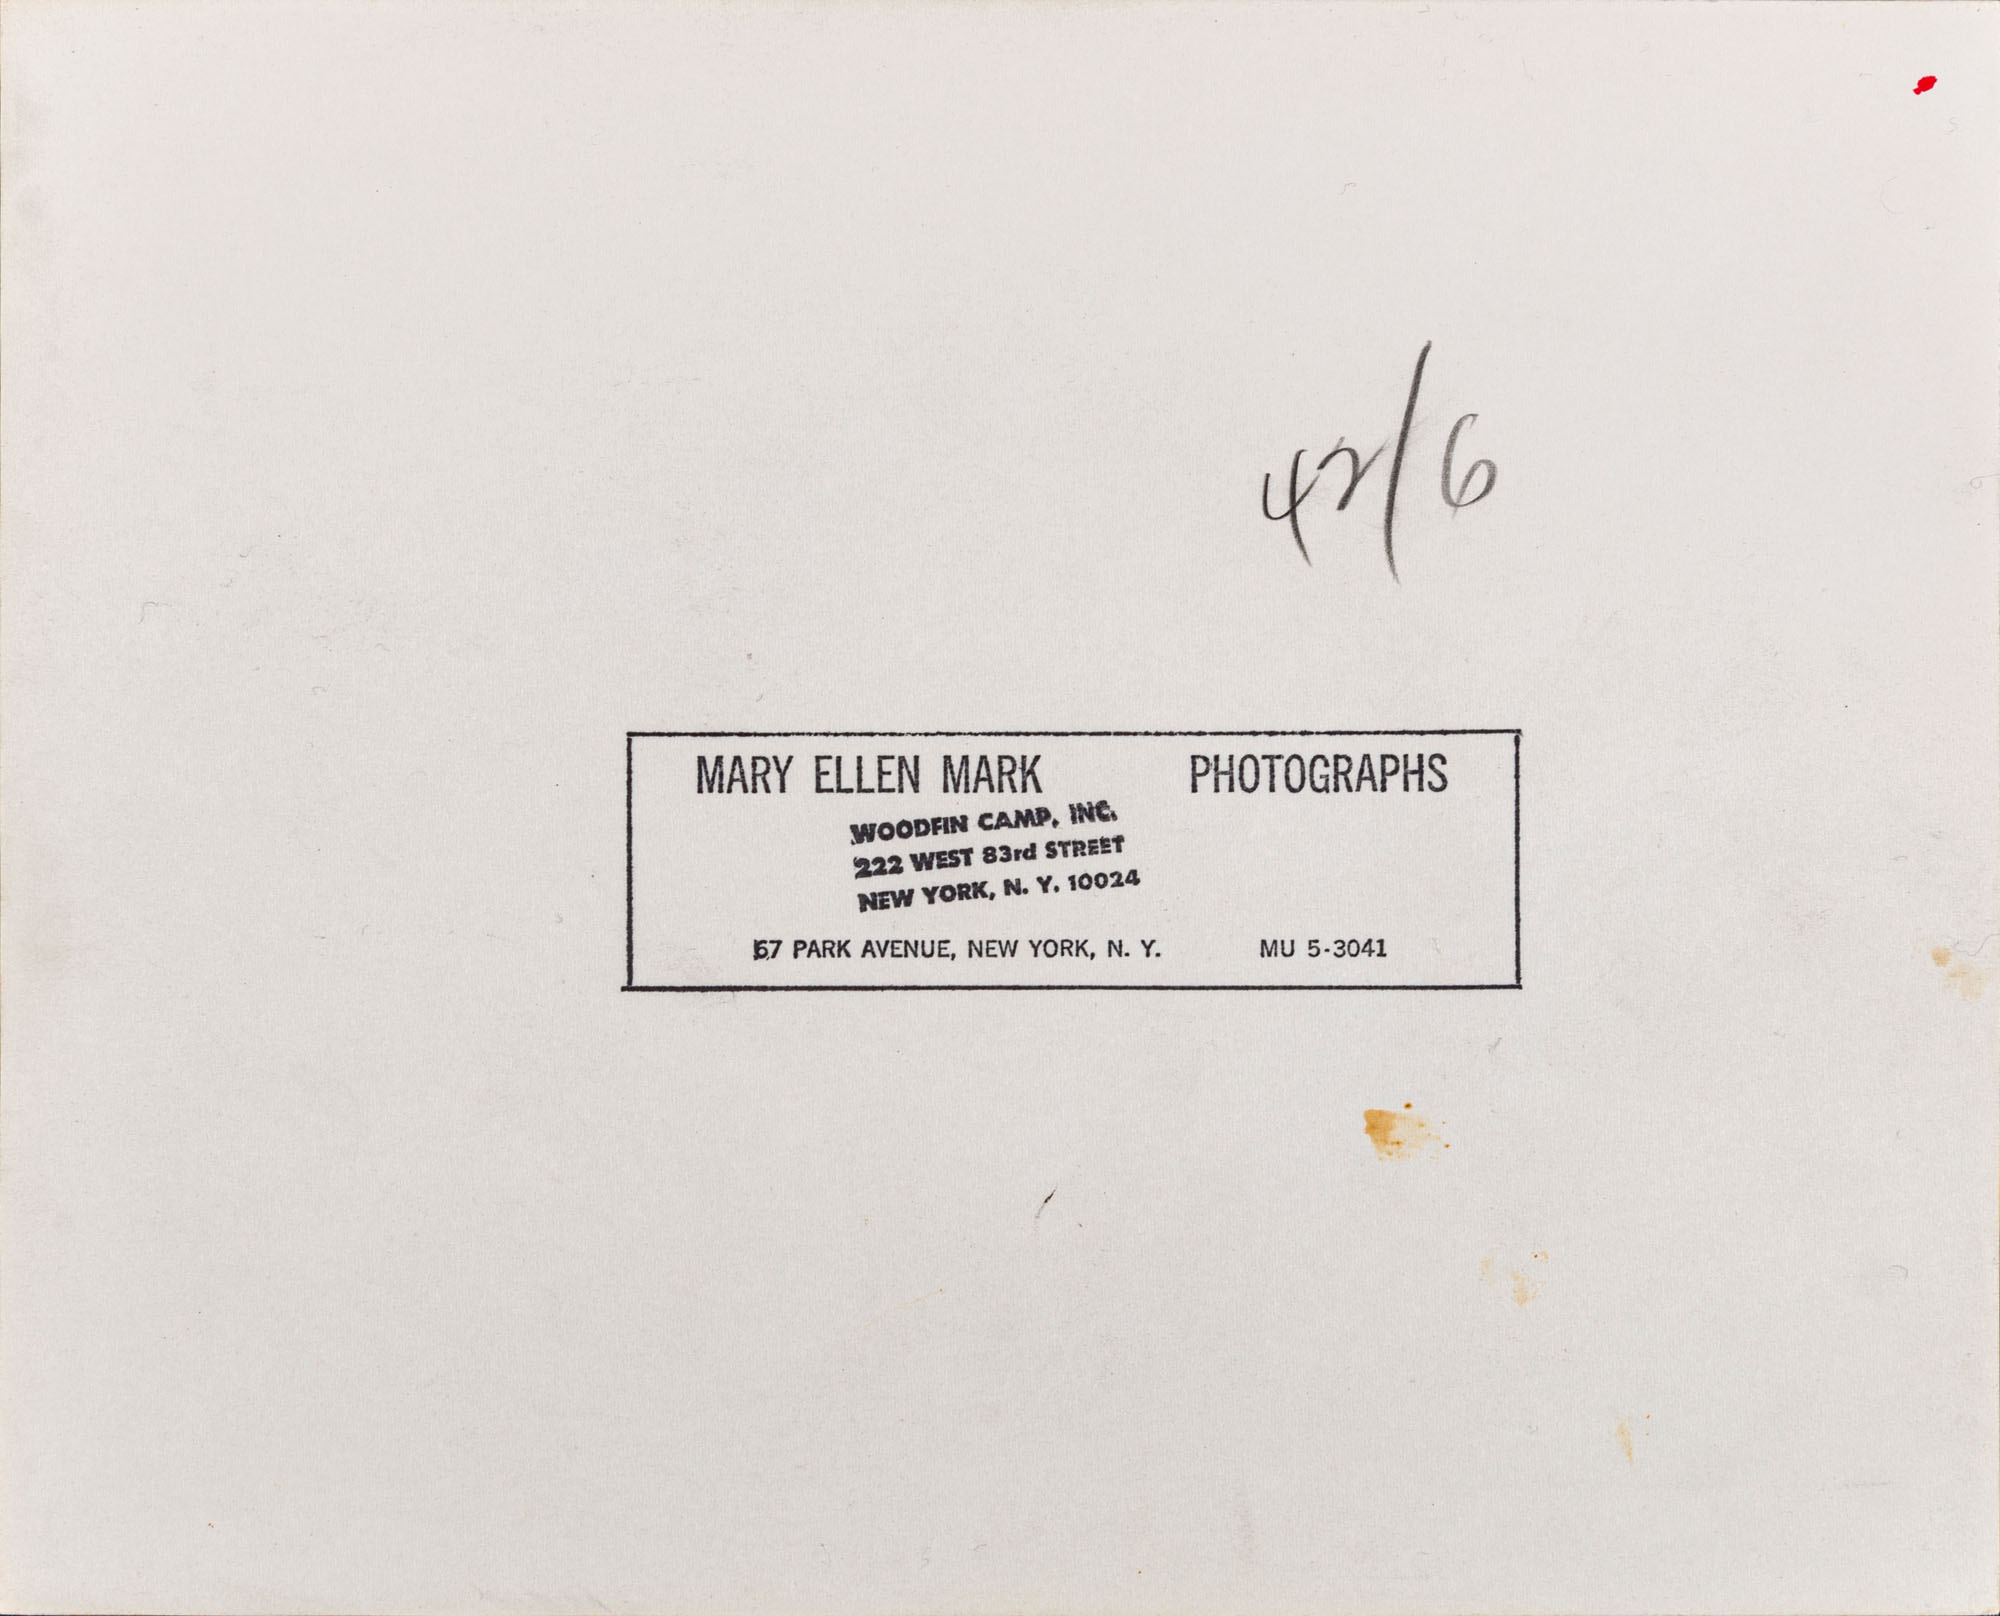 42/6
MARY ELLEN MARK PHOTOGRAPHS
WOODFIN CAMP, INC.
222 WEST 83rd STREET
NEW YORK, N. Y. 10024
67 PARK AVENUE, NEW YORK, N. Y. MU 5-3041